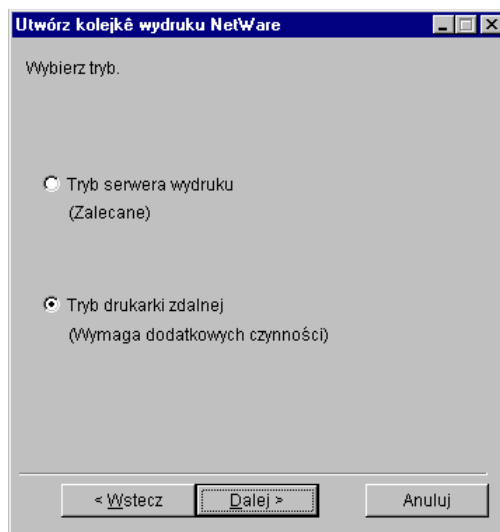 Utwórz kolejkê wydruku NetWare
Wybierz tryb.
Tryb serwera wydruku
(Zalecane)
Tryb drukarki zdalnej
(Wymaga dodatkowych czynności)
< Wstecz
Dalej >
Anuluj